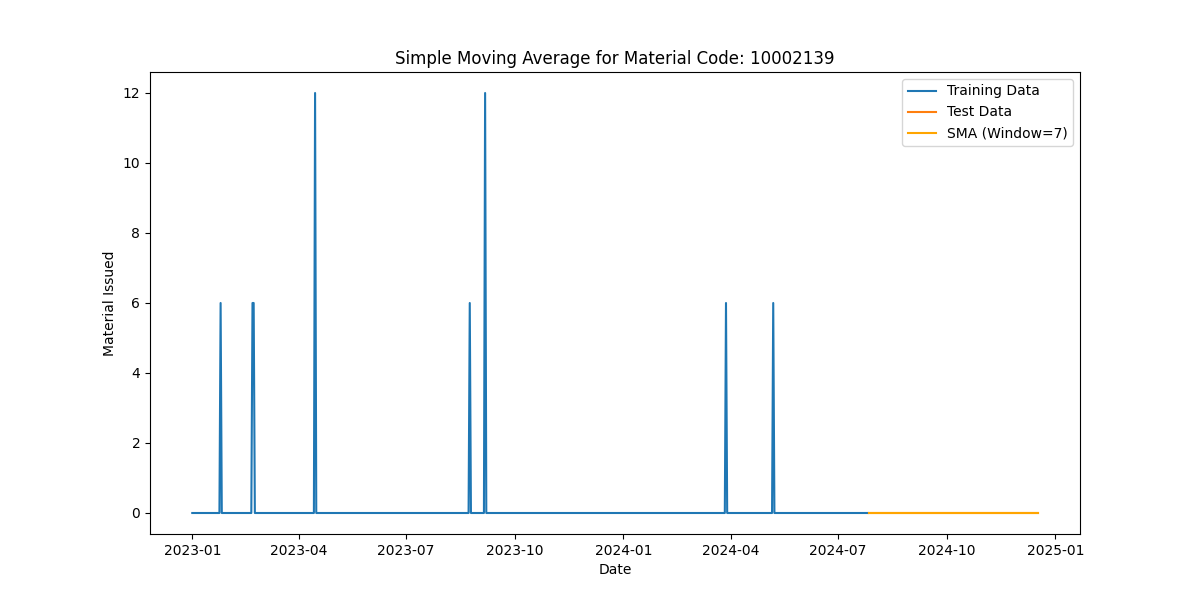 Simple Moving Average for Material Code: 10002139
Training Data
Test Data
SMA (Window=7)
Material Issued
12
10
8
6
4
2
0
2023-01 2023-04 2023-07 2023-10 2024-01 2024-04 2024-07 2024-10 2025-01
Date